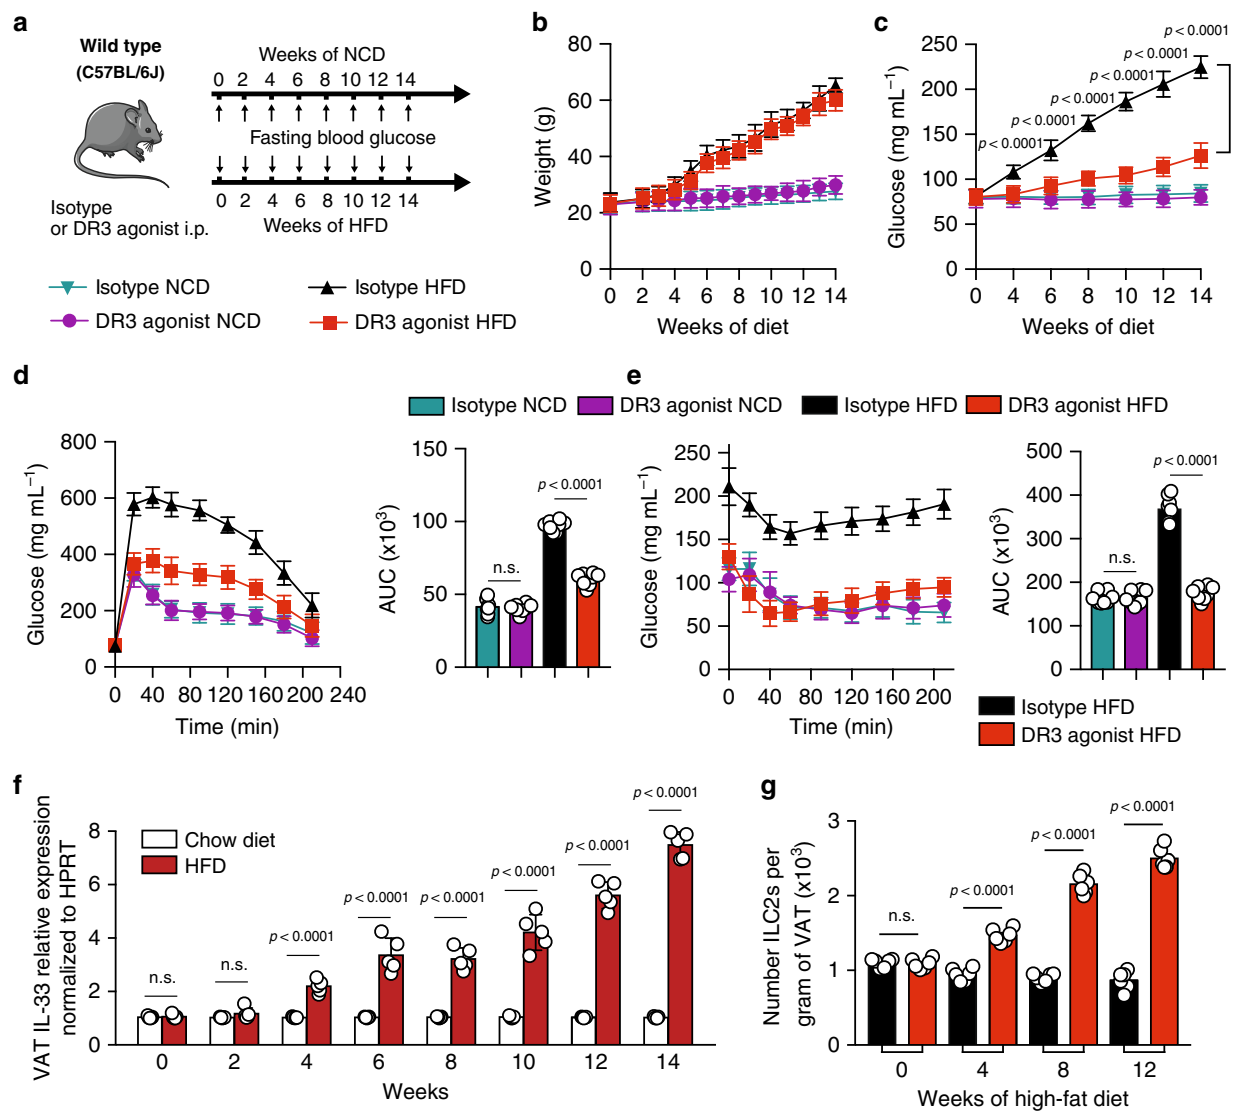 a
Wild type
(C57BL/6J)
Isotype
or DR3 agonist i.p.
Weeks of NCD
0 2 4 6 8 10 12 14
Fasting blood glucose
0 2 4 6 8 10 12 14
Weeks of HFD
Isotype NCD
Isotype HFD
DR3 agonist NCD
DR3 agonist HFD
b
Weight (g)
80
60
40
20
0
0 2 4 6 8 10 12 14
Weeks of diet
c
Glucose (mg mL⁻¹)
250
200
150
100
50
0
p < 0.0001
p < 0.0001
p < 0.0001
p < 0.0001
p < 0.0001
p < 0.0001
0 4 6 8 10 12 14
Weeks of diet
d
Glucose (mg mL⁻¹)
800
600
400
200
0
0 40 80 120 160 200 240
Time (min)
AUC (x10³)
150
100
50
0
n.s.
p < 0.0001
e
Isotype NCD
DR3 agonist NCD
Isotype HFD
DR3 agonist HFD
Glucose (mg mL⁻¹)
250
200
150
100
50
0
0 40 80 120 160 200
Time (min)
AUC (x10³)
500
400
300
200
100
0
n.s.
p < 0.0001
Isotype HFD
DR3 agonist HFD
f
VAT IL-33 relative expression
normalized to HPRT
8
6
4
2
0
Chow diet
HFD
n.s.
n.s.
p < 0.0001
p < 0.0001
p < 0.0001
p < 0.0001
p < 0.0001
p < 0.0001
0 2 4 6 8 10 12 14
Weeks
g
Number ILC2s per
gram of VAT (x10³)
3
2
1
0
n.s.
p < 0.0001
p < 0.0001
p < 0.0001
0 4 8 12
Weeks of high-fat diet